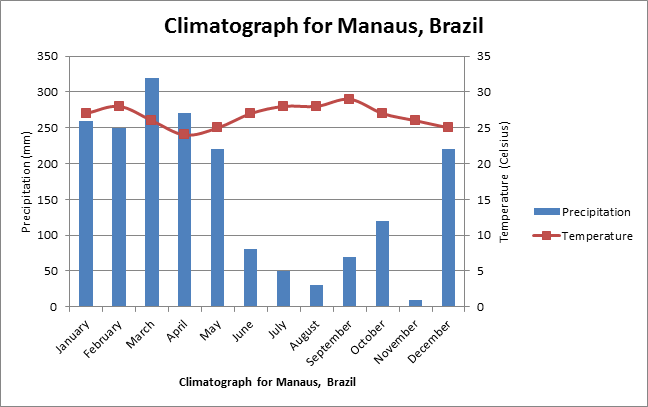 Climatograph for Manaus, Brazil
350
300
250
200
150
100
50
0
Precipitation (mm)
35
30
25
20
15
10
5
0
Temperature (Celsius)
January
February
March
April
May
June
July
August
September
October
November
December
Climatograph for Manaus, Brazil
Precipitation
Temperature